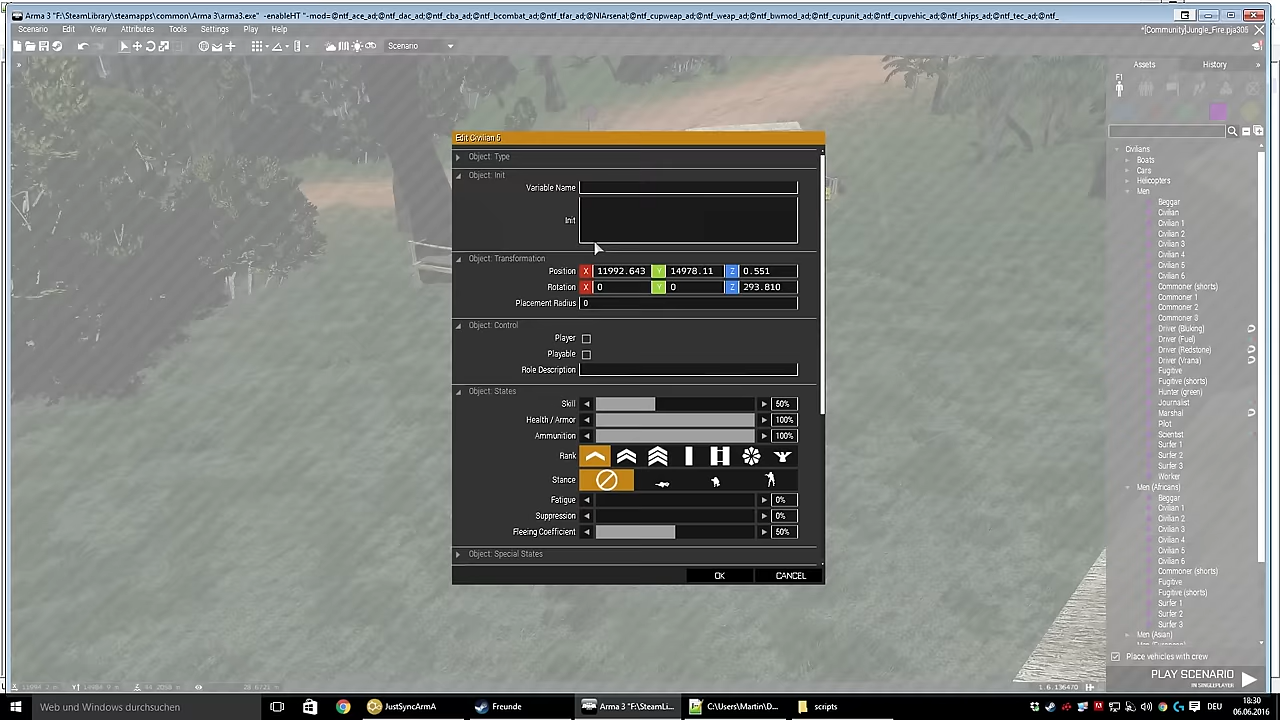 Arma 3 "F:\SteamLibrary\steamapps\common\Arma 3\arma3.exe" -enableHT "-mod=@ntf_ace_ad;@ntf_dac_ad;@ntf_cba_ad;@ntf_bcombat_ad;@ntf_tfar_ad;@NIArsenal;@ntf_cupweap_ad;@ntf_
Scenario Edit View Attributes Tools Settings Play Help
*[Community]Jungle_Fire.pja305
Scenario
Assets History
F1
Edit Civilian 5
Object: Type
Object: Init
Variable Name
Init
Object: Transformation
Position X 11992.643 Y 14978.11 Z 0.551
Rotation X 0 Y 0 Z 293.810
Placement Radius 0
Object: Control
Player
Playable
Role Description
Object: States
Skill 50%
Health / Armor 100%
Ammunition 100%
Rank
Stance
Fatigue 0%
Suppression 0%
Fleeing Coefficient 50%
Object: Special States
OK CANCEL
Civilians
Boats
Cars
Helicopters
Men
Beggar
Civilian
Civilian 1
Civilian 2
Civilian 3
Civilian 4
Civilian 5
Civilian 6
Commoner (shorts)
Commoner 1
Commoner 2
Commoner 3
Driver (Bluking)
Driver (Fuel)
Driver (Redstone)
Driver (Vrana)
Fugitive
Fugitive (shorts)
Hunter (green)
Journalist
Marshal
Pilot
Scientist
Surfer 1
Surfer 2
Surfer 3
Worker
Men (Africans)
Beggar
Civilian 1
Civilian 2
Civilian 3
Civilian 4
Civilian 5
Civilian 6
Commoner (shorts)
Fugitive
Fugitive (shorts)
Surfer 1
Surfer 2
Surfer 3
Men (Asian)
Place vehicles with crew
PLAY SCENARIO
IN SINGLEPLAYER
1.6.136470
Web und Windows durchsuchen
JustSyncArmA
Freunde
Arma 3 "F:\SteamLi...
C:\Users\Martin\D...
scripts
DEU
18:30
06.06.2016